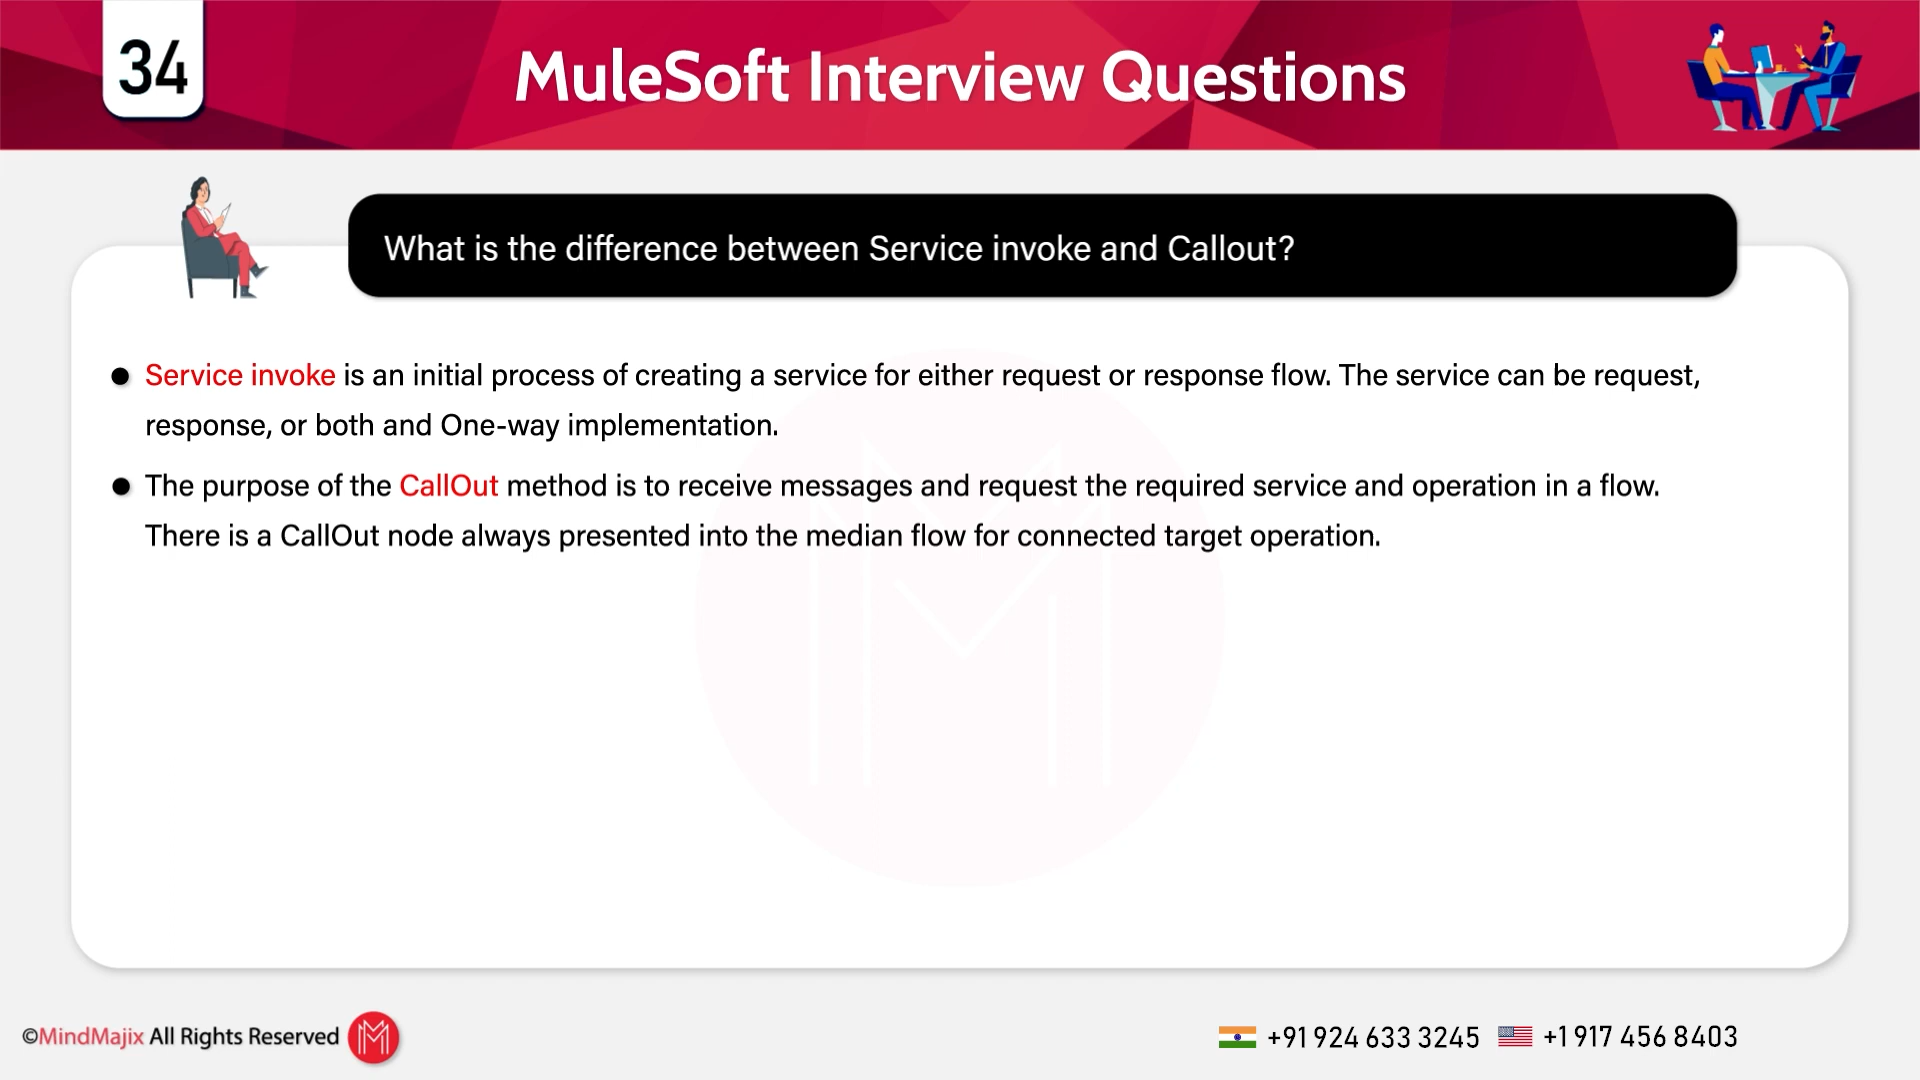 34
MuleSoft Interview Questions
What is the difference between Service invoke and Callout?
● Service invoke is an initial process of creating a service for either request or response flow. The service can be request,
response, or both and One-way implementation.
● The purpose of the CallOut method is to receive messages and request the required service and operation in a flow.
There is a CallOut node always presented into the median flow for connected target operation.
©MindMajix All Rights Reserved
+91 924 633 3245
+1 917 456 8403